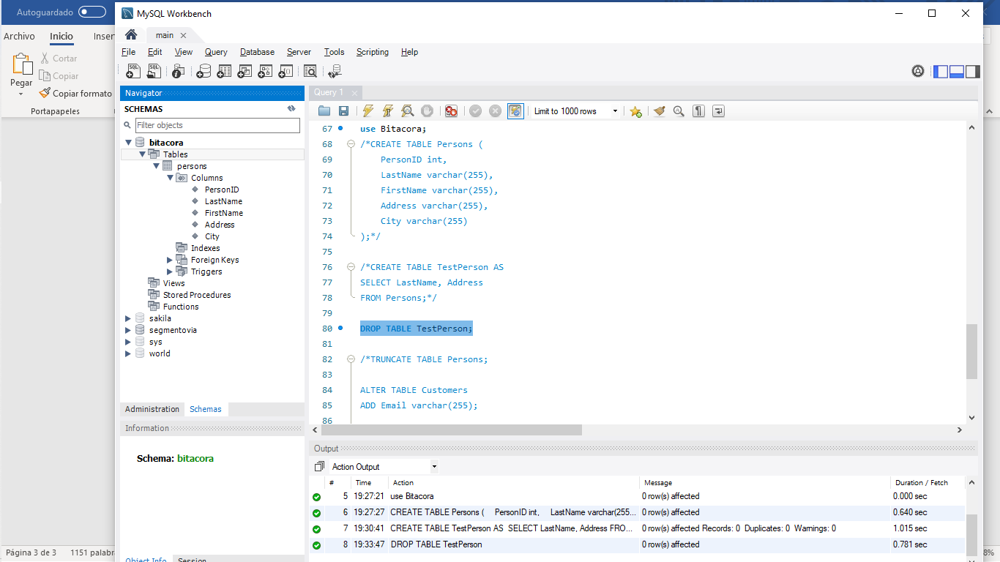 Autoguardado
Archivo Inicio Inser
Cortar
Copiar
Pegar
Copiar formato
Portapapeles
MySQL Workbench
main
File Edit View Query Database Server Tools Scripting Help
Navigator
SCHEMAS
Filter objects
bitacora
Tables
persons
Columns
PersonID
LastName
FirstName
Address
City
Indexes
Foreign Keys
Triggers
Views
Stored Procedures
Functions
sakila
segmentovia
sys
world
Administration Schemas
Information
Schema: bitacora
Object Info Session
Query 1
Limit to 1000 rows
67 use Bitacora;
68 /*CREATE TABLE Persons (
69 PersonID int,
70 LastName varchar(255),
71 FirstName varchar(255),
72 Address varchar(255),
73 City varchar(255)
74 );*/
75
76 /*CREATE TABLE TestPerson AS
77 SELECT LastName, Address
78 FROM Persons;*/
79
80 DROP TABLE TestPerson;
81
82 /*TRUNCATE TABLE Persons;
83
84 ALTER TABLE Customers
85 ADD Email varchar(255);
86
Output
Action Output
# Time Action Message Duration / Fetch
5 19:27:21 use Bitacora 0 row(s) affected 0.000 sec
6 19:27:27 CREATE TABLE Persons ( PersonID int, LastName varchar(255... 0 row(s) affected 0.640 sec
7 19:30:41 CREATE TABLE TestPerson AS SELECT LastName, Address FRO... 0 row(s) affected Records: 0 Duplicates: 0 Warnings: 0 1.015 sec
8 19:33:47 DROP TABLE TestPerson 0 row(s) affected 0.781 sec
Página 3 de 3 1151 palabr
8%